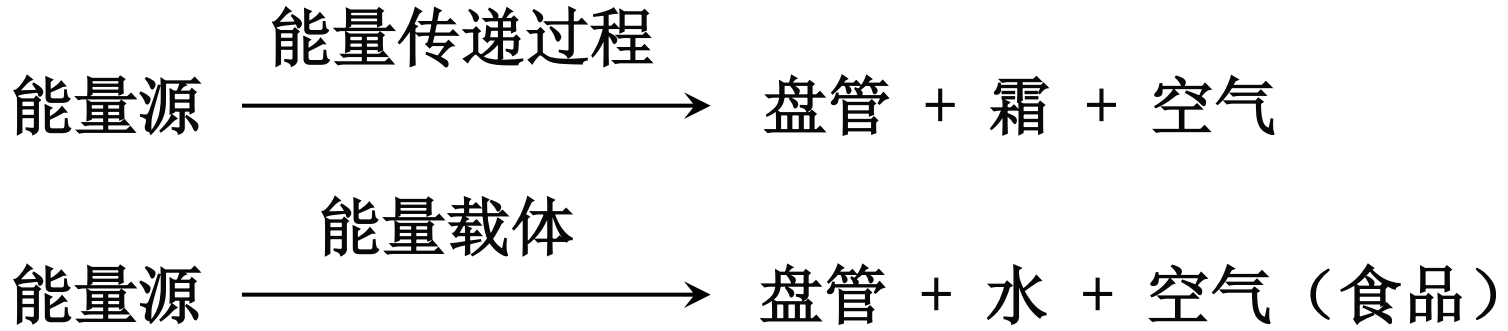 能量传递过程
能量源 → 盘管 + 霜 + 空气
能量载体
能量源 → 盘管 + 水 + 空气（食品）